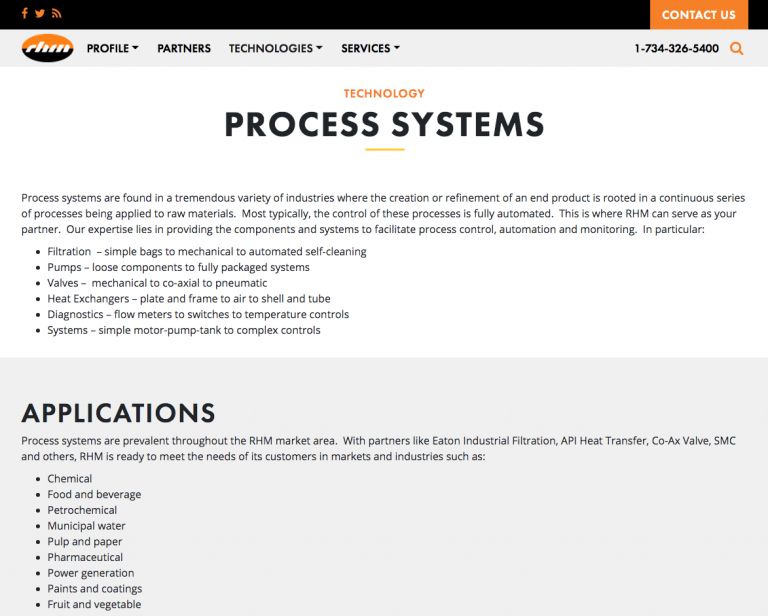 CONTACT US
rhm
PROFILE
PARTNERS
TECHNOLOGIES
SERVICES
1-734-326-5400
TECHNOLOGY
PROCESS SYSTEMS
Process systems are found in a tremendous variety of industries where the creation or refinement of an end product is rooted in a continuous series
of processes being applied to raw materials.  Most typically, the control of these processes is fully automated.  This is where RHM can serve as your
partner.  Our expertise lies in providing the components and systems to facilitate process control, automation and monitoring.  In particular:
• Filtration  – simple bags to mechanical to automated self-cleaning
• Pumps – loose components to fully packaged systems
• Valves –  mechanical to co-axial to pneumatic
• Heat Exchangers – plate and frame to air to shell and tube
• Diagnostics – flow meters to switches to temperature controls
• Systems – simple motor-pump-tank to complex controls
APPLICATIONS
Process systems are prevalent throughout the RHM market area.  With partners like Eaton Industrial Filtration, API Heat Transfer, Co-Ax Valve, SMC
and others, RHM is ready to meet the needs of its customers in markets and industries such as:
• Chemical
• Food and beverage
• Petrochemical
• Municipal water
• Pulp and paper
• Pharmaceutical
• Power generation
• Paints and coatings
• Fruit and vegetable